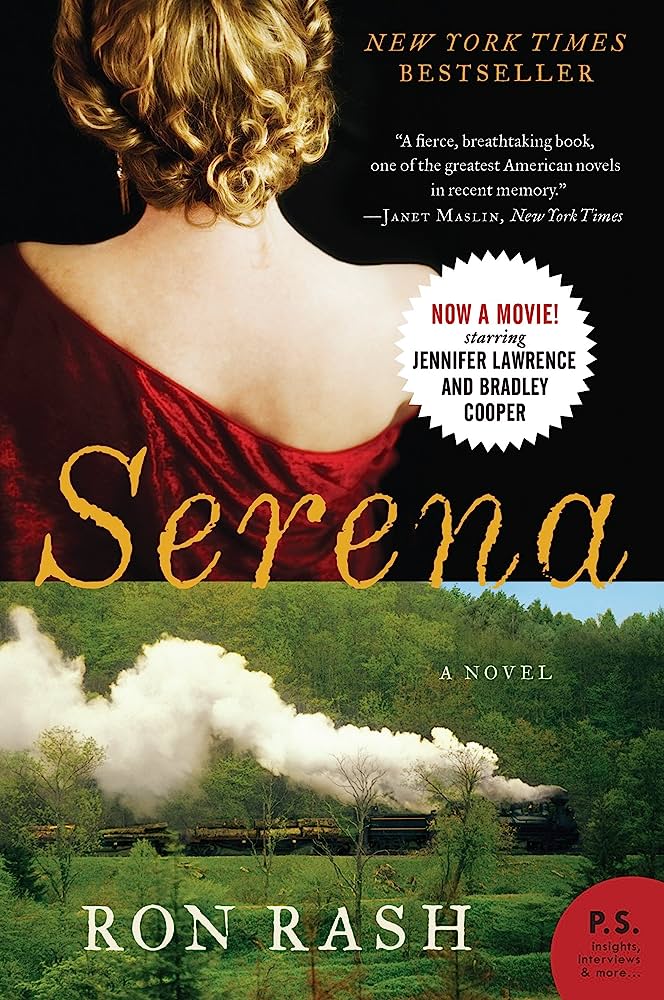 NEW YORK TIMES
BESTSELLER
“A fierce, breathtaking book,
one of the greatest American novels
in recent memory.”
—JANET MASLIN, New York Times
NOW A MOVIE!
starring
JENNIFER LAWRENCE
AND BRADLEY
COOPER
Serena
A NOVEL
RON RASH
P.S.
insights,
interviews
& more...